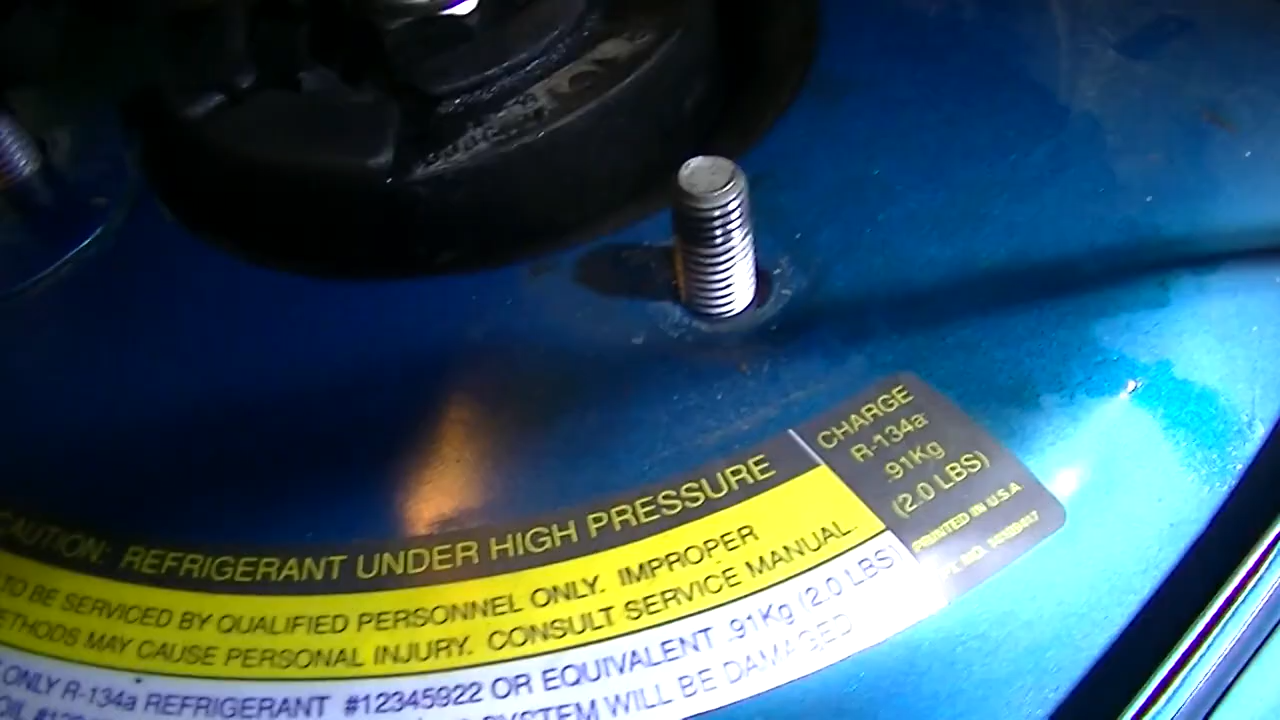 CAUTION: REFRIGERANT UNDER HIGH PRESSURE
TO BE SERVICED BY QUALIFIED PERSONNEL ONLY. IMPROPER
METHODS MAY CAUSE PERSONAL INJURY. CONSULT SERVICE MANUAL.
ONLY R-134a REFRIGERANT #12345922 OR EQUIVALENT .91Kg (2.0 LBS)
OIL SYSTEM WILL BE DAMAGED
CHARGE
R-134a
.91Kg
(2.0 LBS)
PRINTED IN U.S.A.